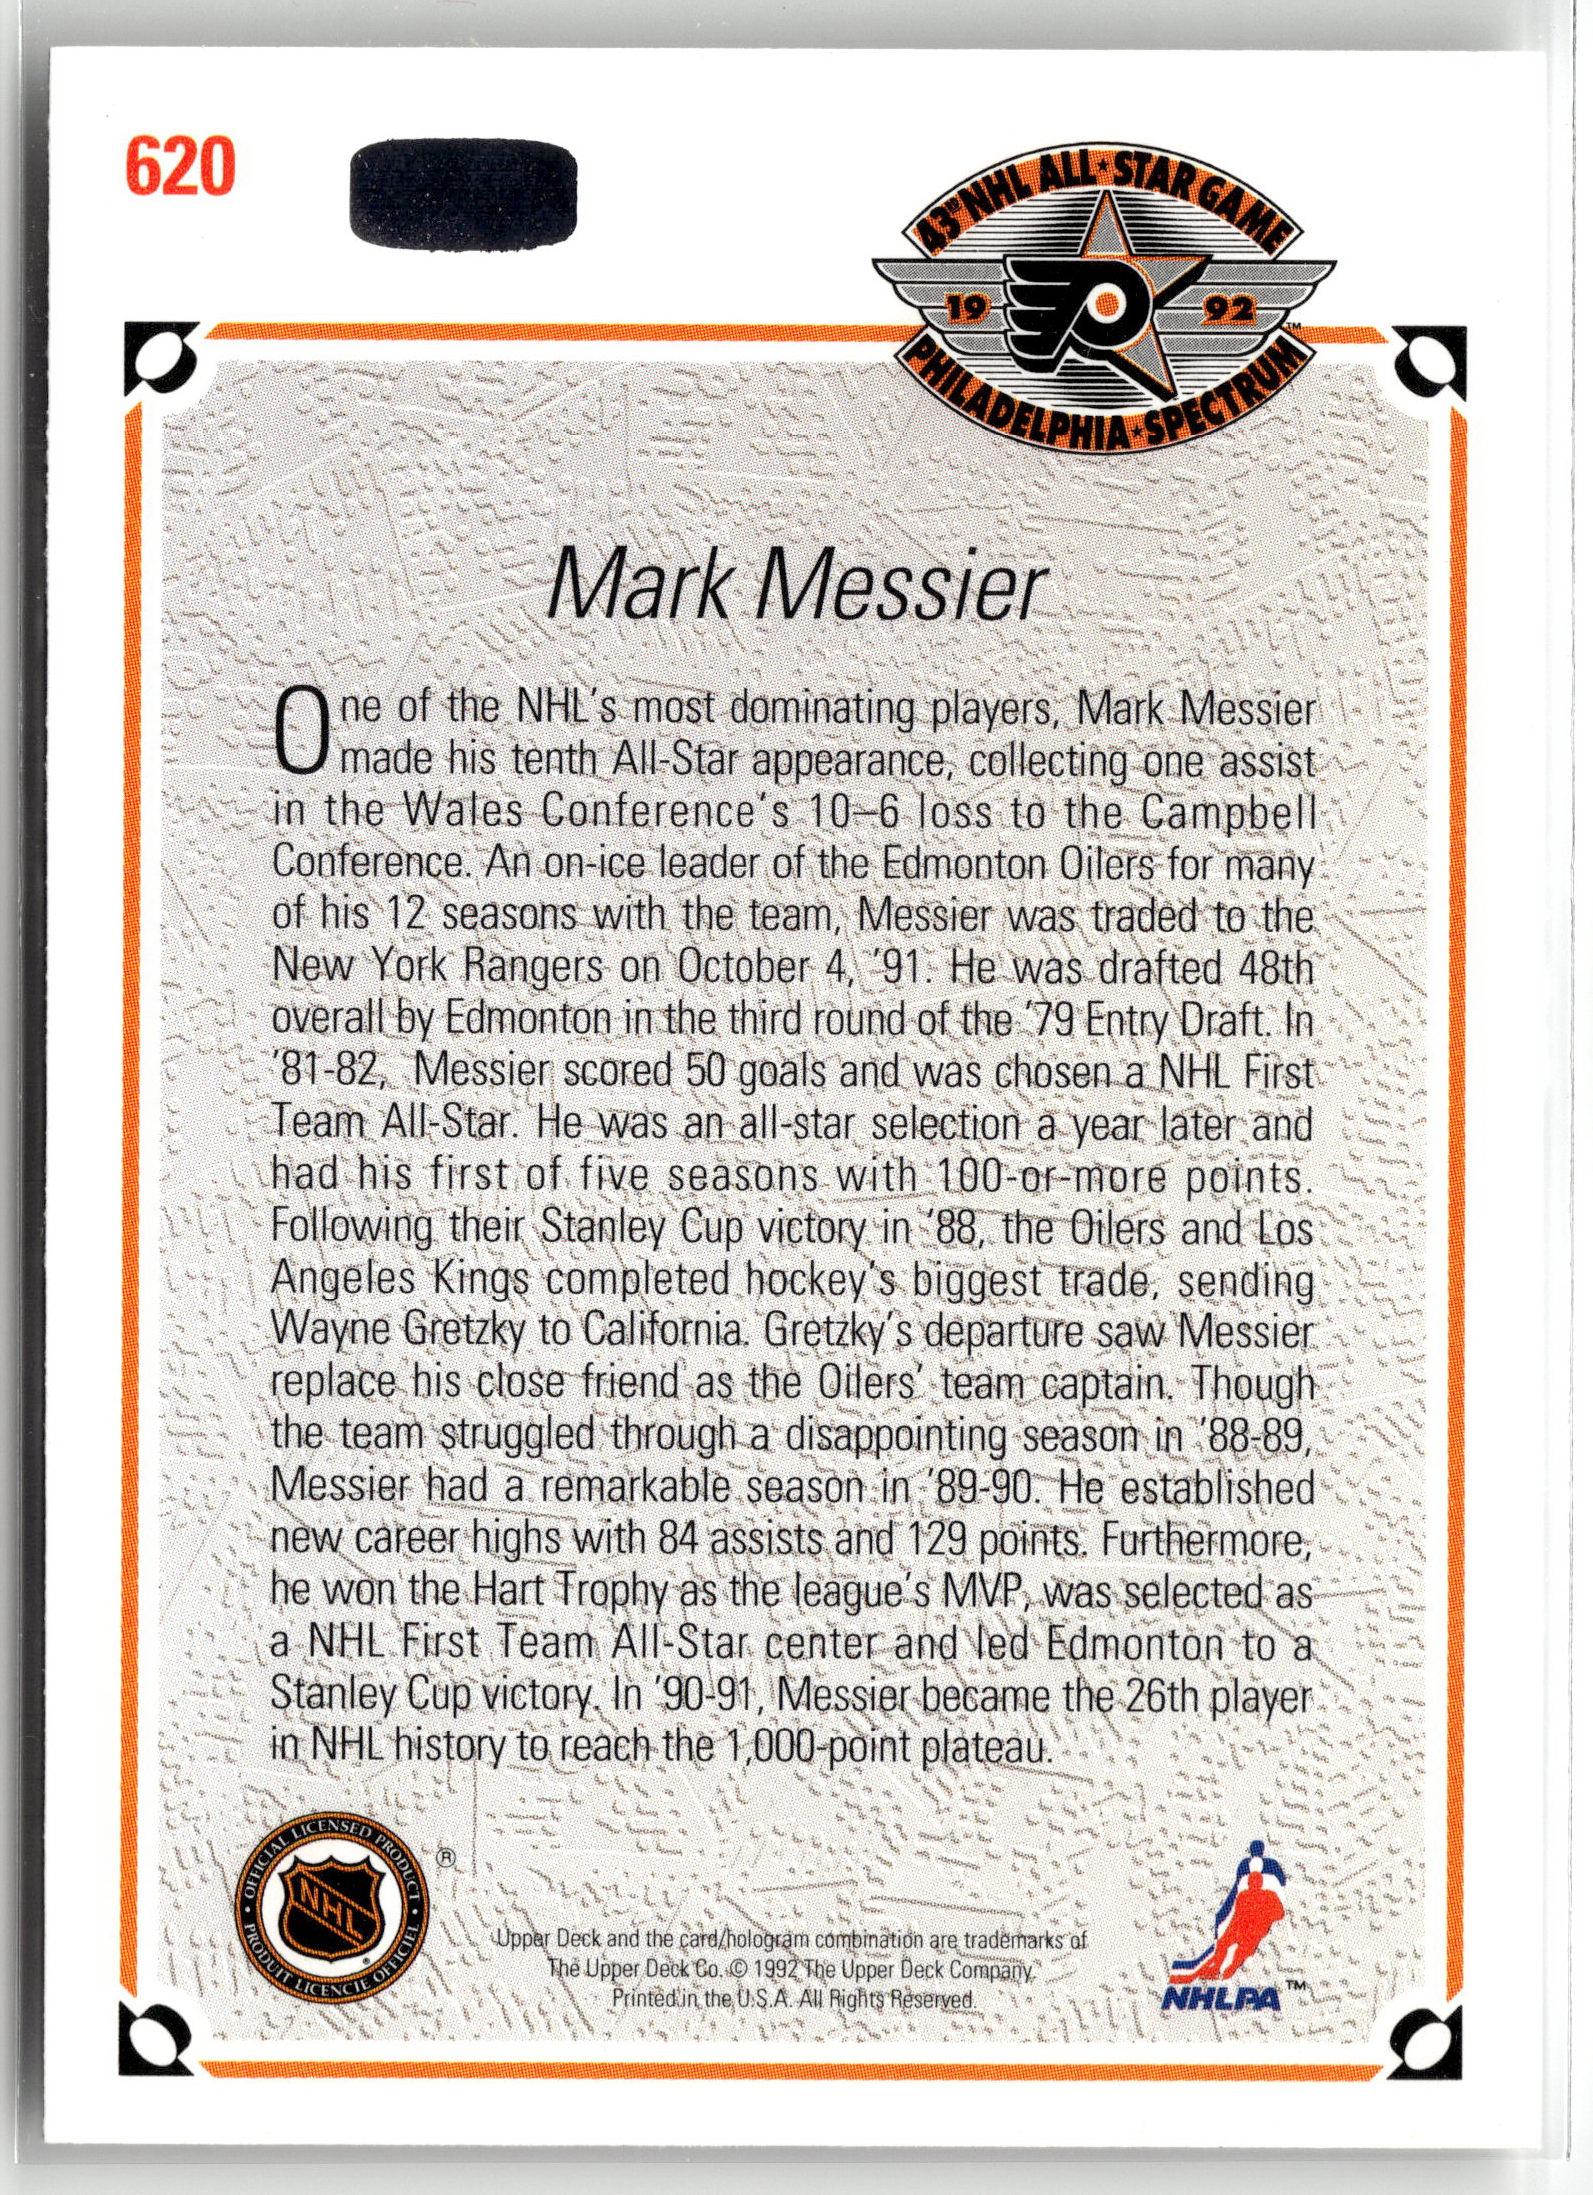 620
43RD NHL ALL★STAR GAME
19 92
PHILADELPHIA★SPECTRUM
TM
Mark Messier
One of the NHL's most dominating players, Mark Messier
made his tenth All-Star appearance, collecting one assist
in the Wales Conference's 10–6 loss to the Campbell
Conference. An on-ice leader of the Edmonton Oilers for many
of his 12 seasons with the team, Messier was traded to the
New York Rangers on October 4, '91. He was drafted 48th
overall by Edmonton in the third round of the '79 Entry Draft. In
'81-82, Messier scored 50 goals and was chosen a NHL First
Team All-Star. He was an all-star selection a year later and
had his first of five seasons with 100-or-more points.
Following their Stanley Cup victory in '88, the Oilers and Los
Angeles Kings completed hockey's biggest trade, sending
Wayne Gretzky to California. Gretzky's departure saw Messier
replace his close friend as the Oilers' team captain. Though
the team struggled through a disappointing season in '88-89,
Messier had a remarkable season in '89-90. He established
new career highs with 84 assists and 129 points. Furthermore,
he won the Hart Trophy as the league's MVP, was selected as
a NHL First Team All-Star center and led Edmonton to a
Stanley Cup victory. In '90-91, Messier became the 26th player
in NHL history to reach the 1,000-point plateau.
OFFICIAL LICENSED PRODUCT
NHL
PRODUIT LICENCIE OFFICIEL
®
Upper Deck and the card/hologram combination are trademarks of
The Upper Deck Co. © 1992 The Upper Deck Company.
Printed in the U.S.A. All Rights Reserved.
NHLPA TM